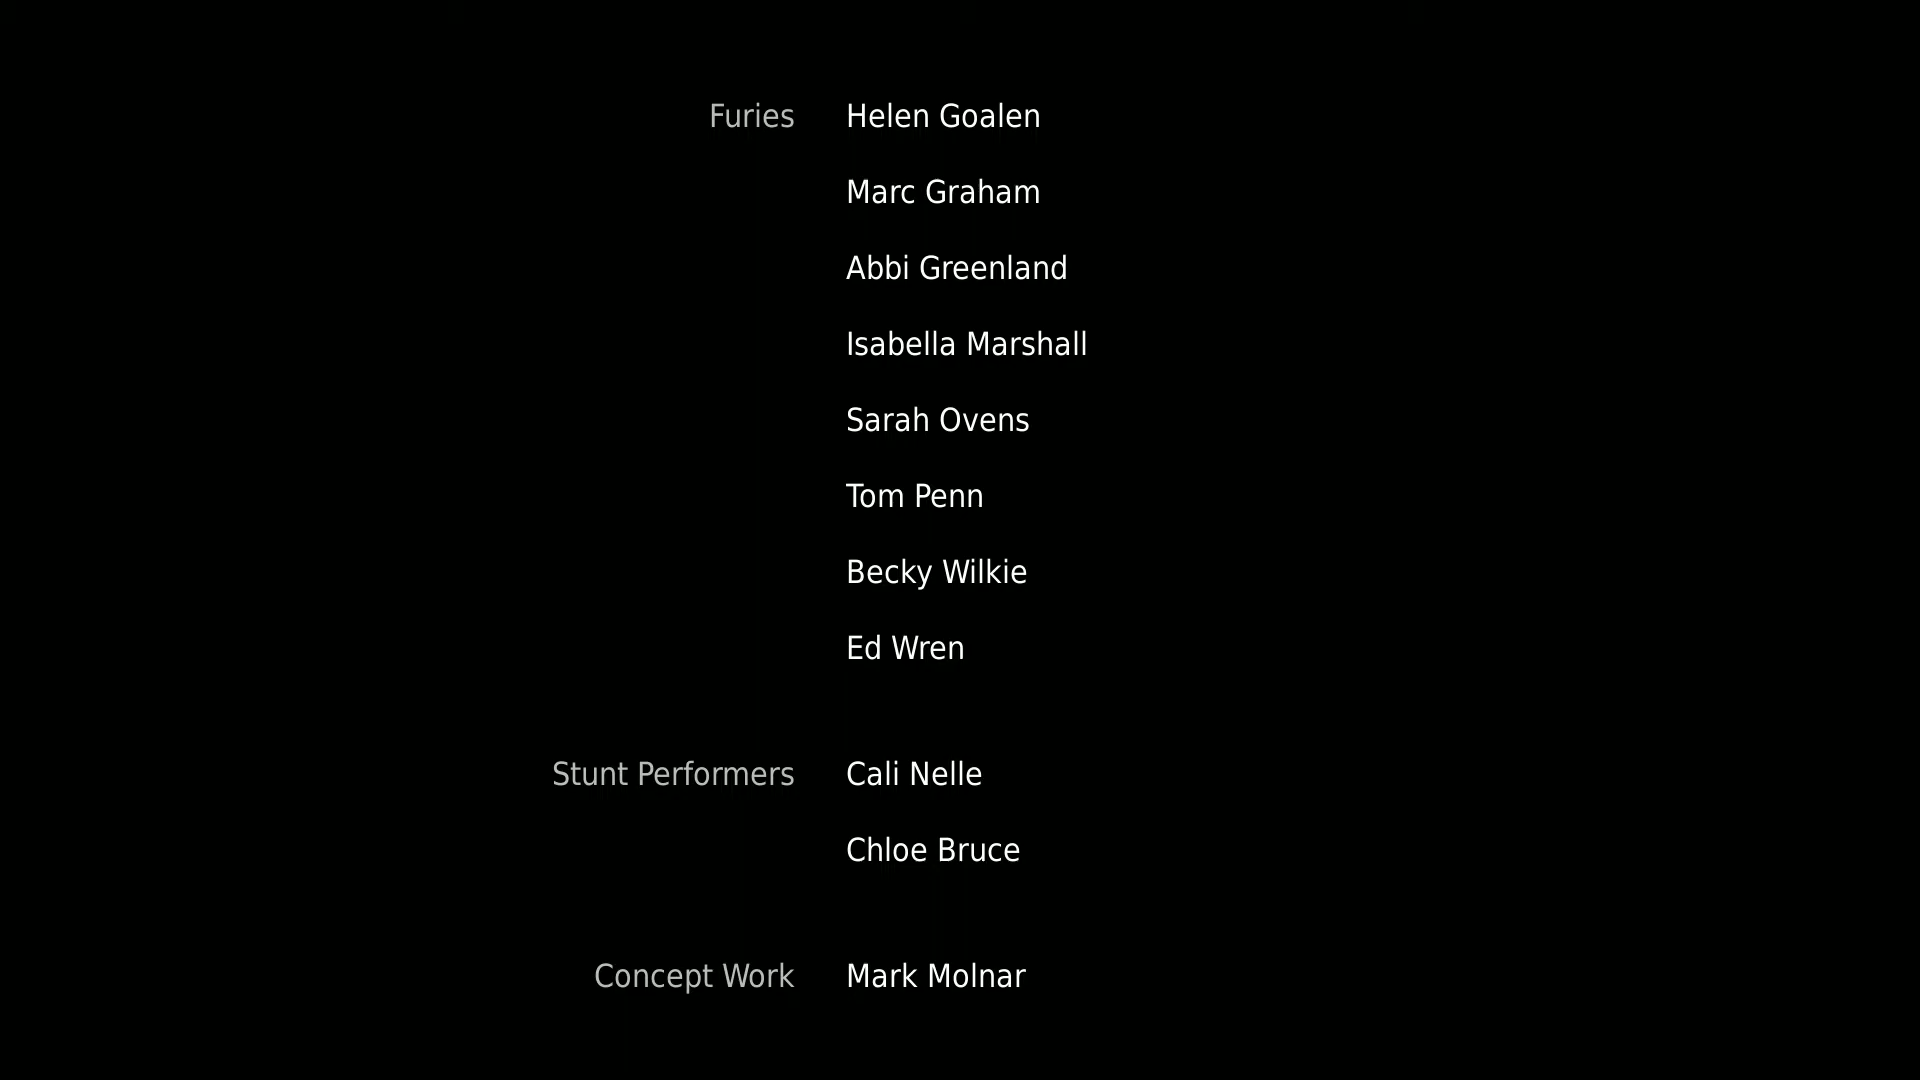 Furies Helen Goalen
Marc Graham
Abbi Greenland
Isabella Marshall
Sarah Ovens
Tom Penn
Becky Wilkie
Ed Wren
Stunt Performers Cali Nelle
Chloe Bruce
Concept Work Mark Molnar